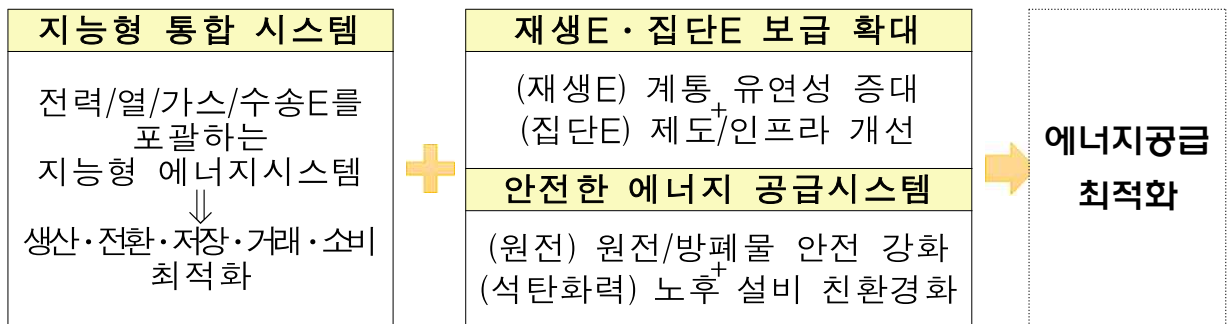 지능형 통합 시스템
전력/열/가스/수송E를
포괄하는
지능형 에너지시스템
⇓
생산·전환·저장·거래·소비
최적화
재생E·집단E 보급 확대
(재생E) 계통 유연성 증대
+
(집단E) 제도/인프라 개선
안전한 에너지 공급시스템
(원전) 원전/방폐물 안전 강화
+
(석탄화력) 노후 설비 친환경화
에너지공급
최적화